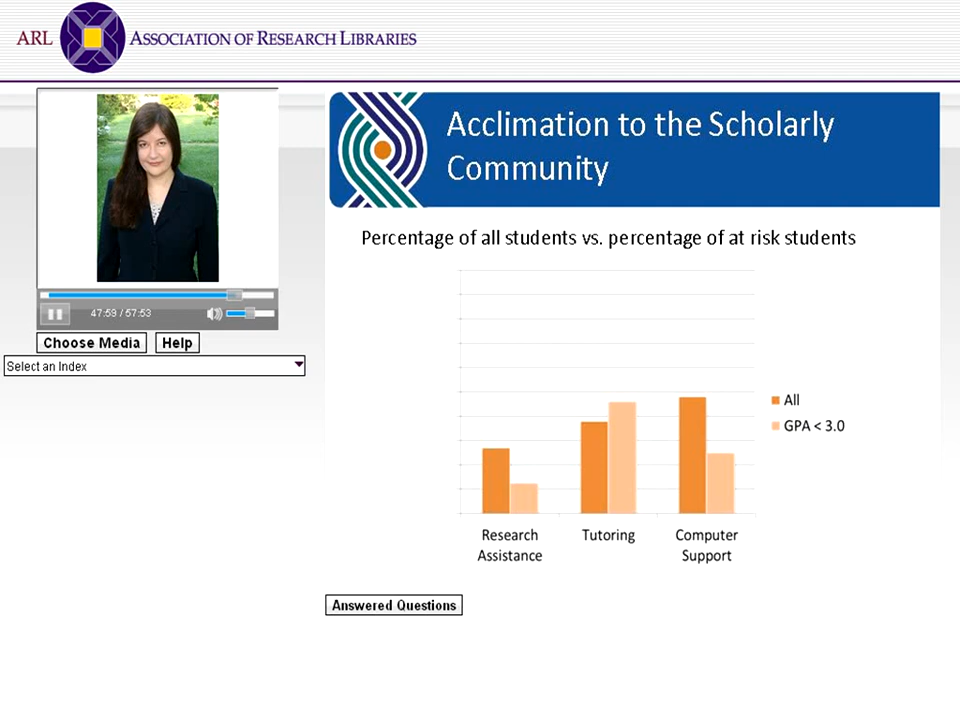 ARL ASSOCIATION OF RESEARCH LIBRARIES
47:59 / 57:53
Choose Media Help
Select an Index
Acclimation to the Scholarly
Community
Percentage of all students vs. percentage of at risk students
All
GPA < 3.0
Research
Assistance
Tutoring
Computer
Support
Answered Questions